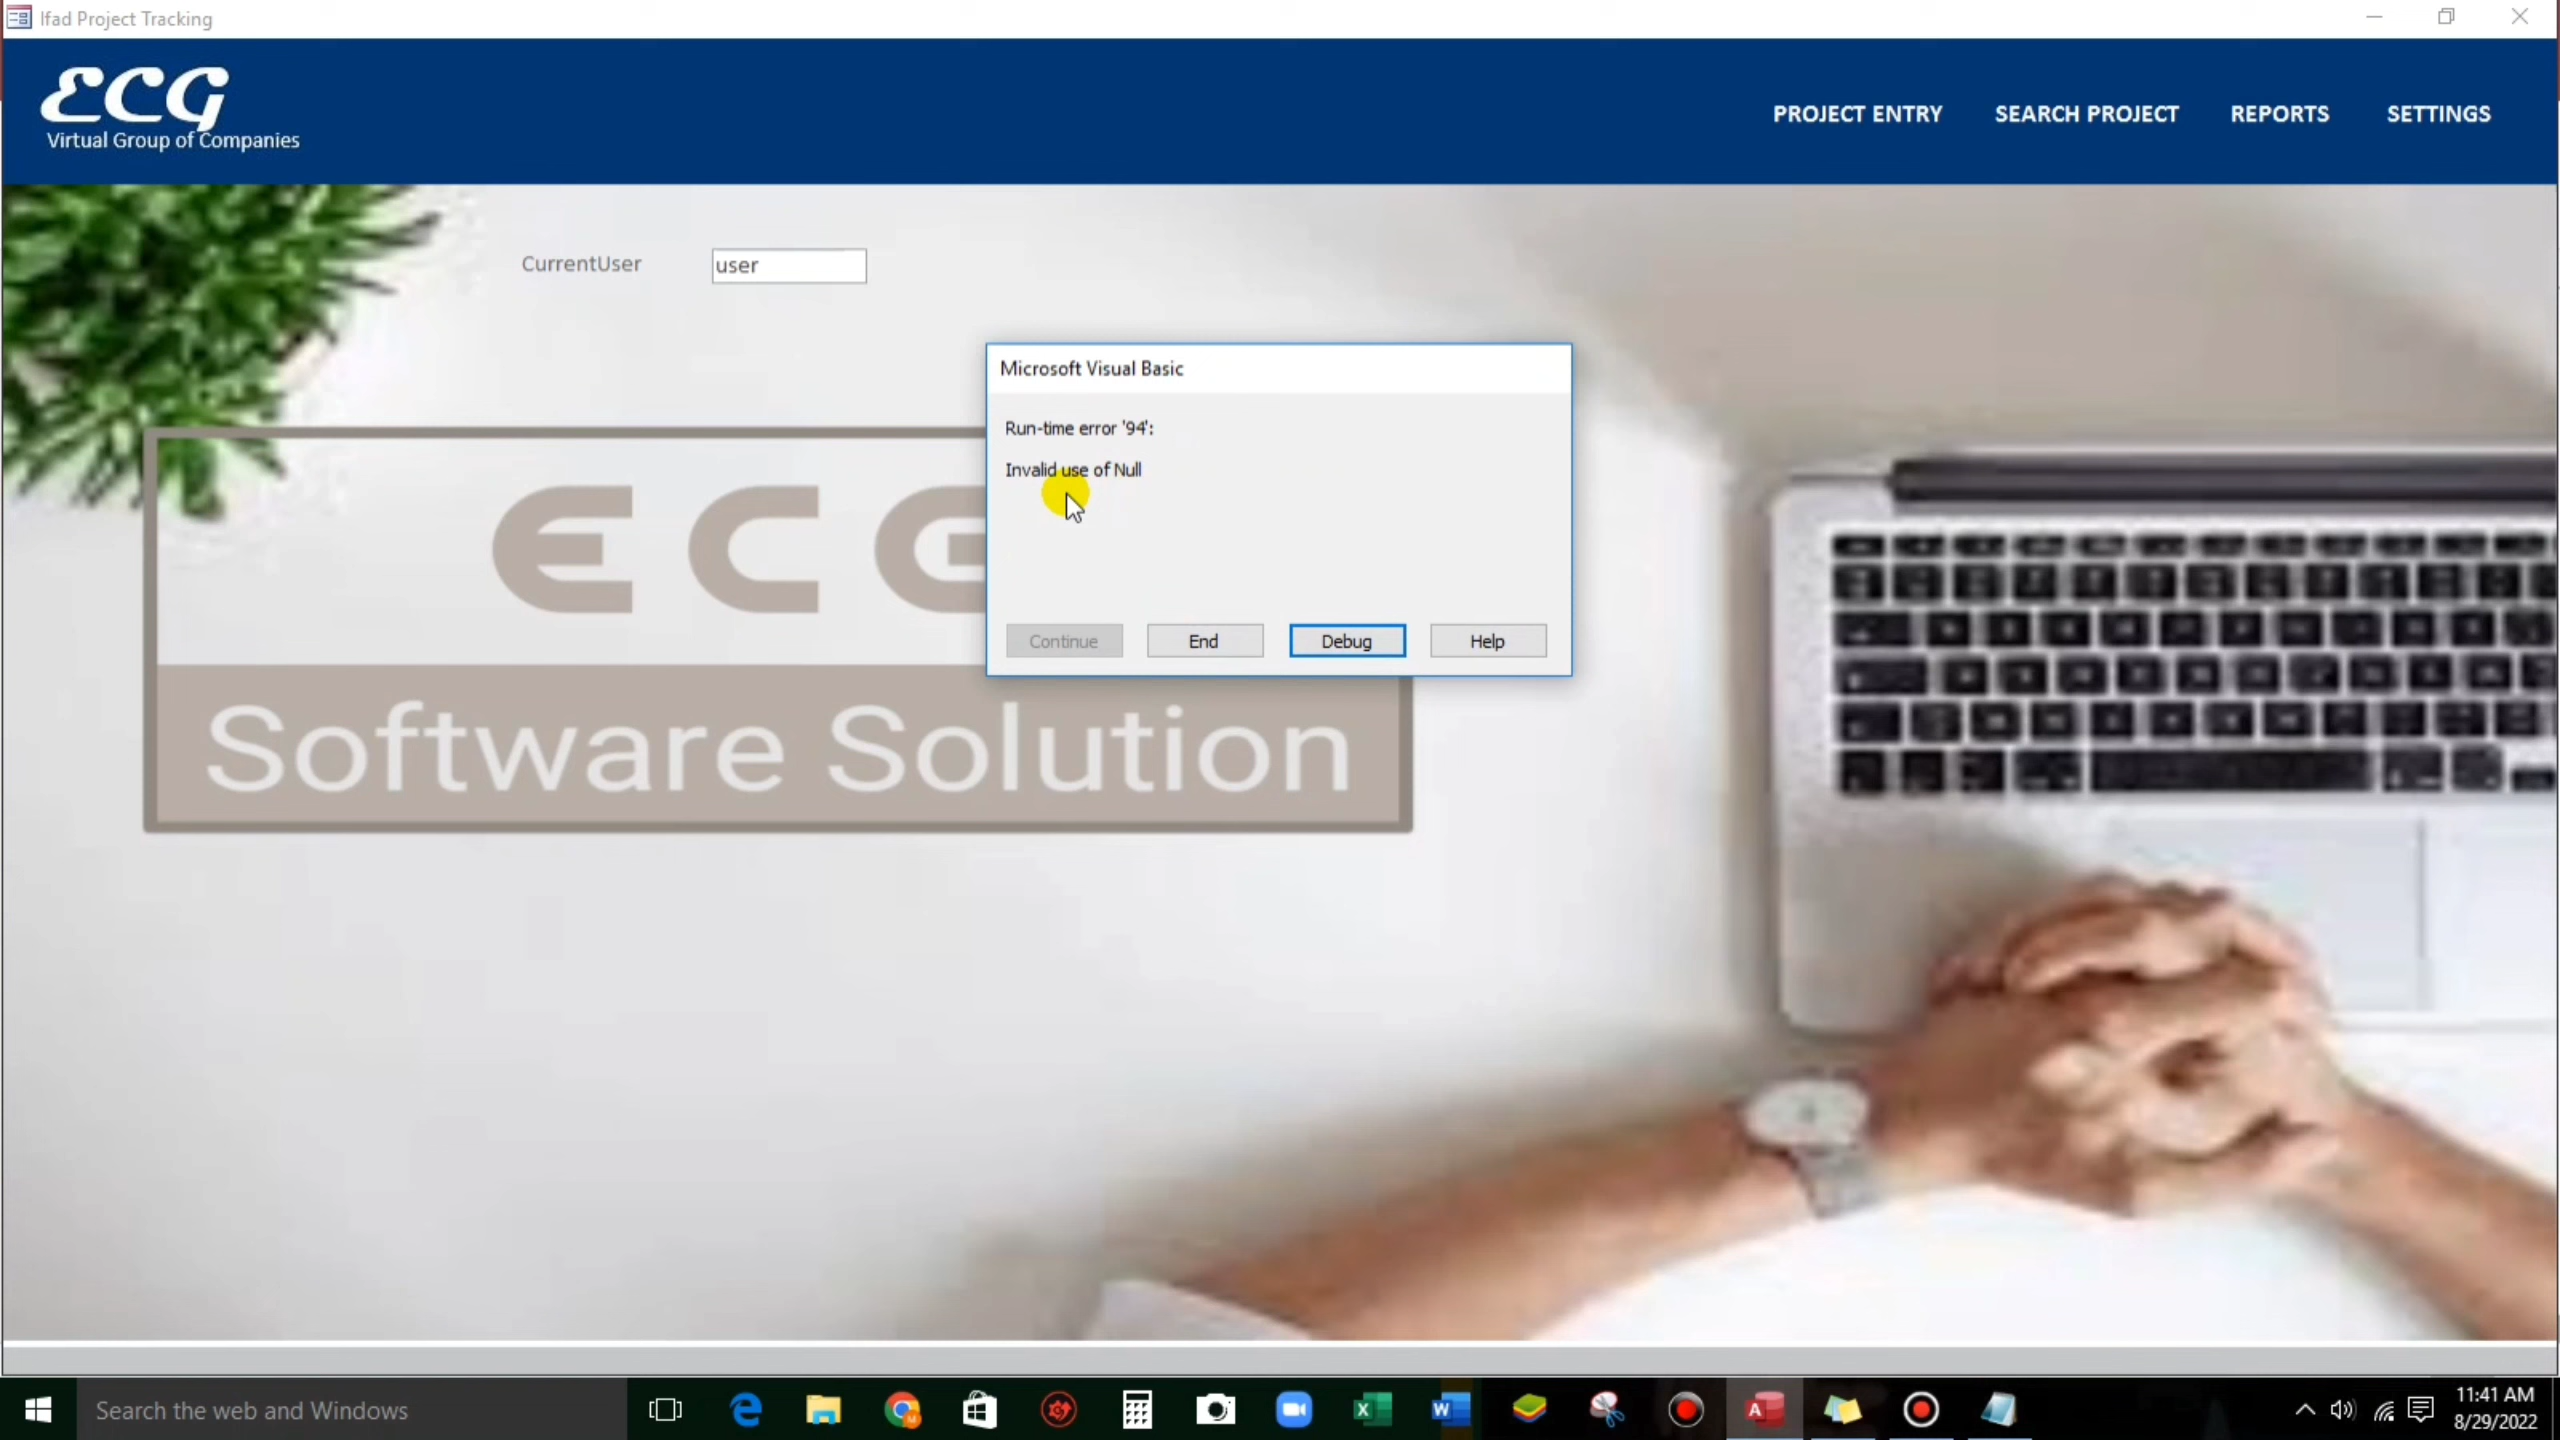 Ifad Project Tracking
ECG
Virtual Group of Companies
PROJECT ENTRY SEARCH PROJECT REPORTS SETTINGS
CurrentUser user
Microsoft Visual Basic
Run-time error '94':
Invalid use of Null
Continue End Debug Help
E C G
Software Solution
Search the web and Windows
11:41 AM
8/29/2022